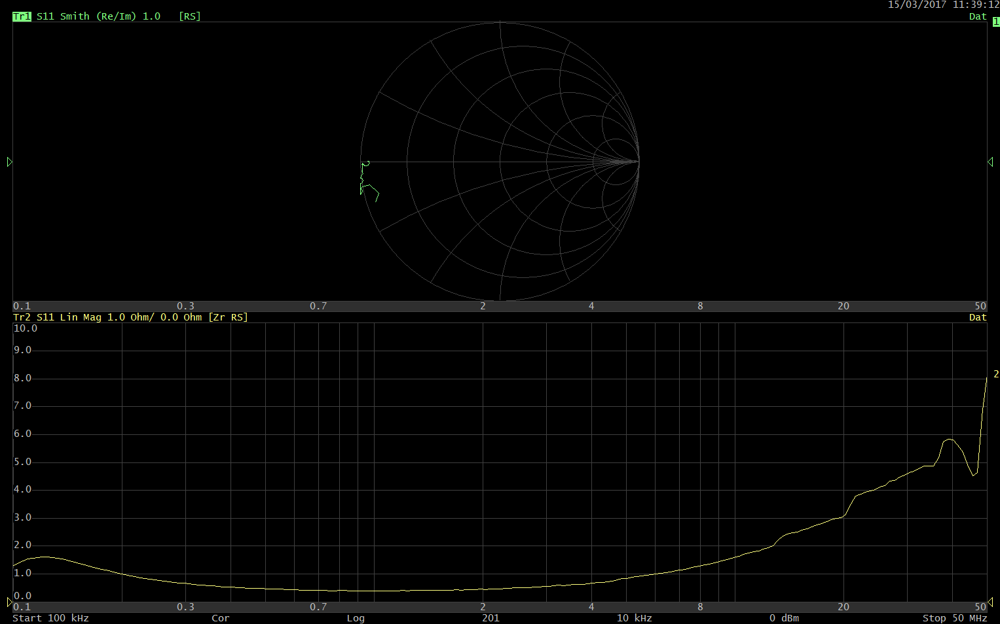 15/03/2017 11:39:12
Tr1 S11 Smith (Re/Im) 1.0 [RS] Dat 1
0.1 0.3 0.7 2 4 8 20 50
Tr2 S11 Lin Mag 1.0 Ohm/ 0.0 Ohm [Zr RS] Dat
10.0
9.0
8.0 2
7.0
6.0
5.0
4.0
3.0
2.0
1.0
0.0
0.1 0.3 0.7 2 4 8 20 50
Start 100 kHz Cor Log 201 10 kHz 0 dBm Stop 50 MHz